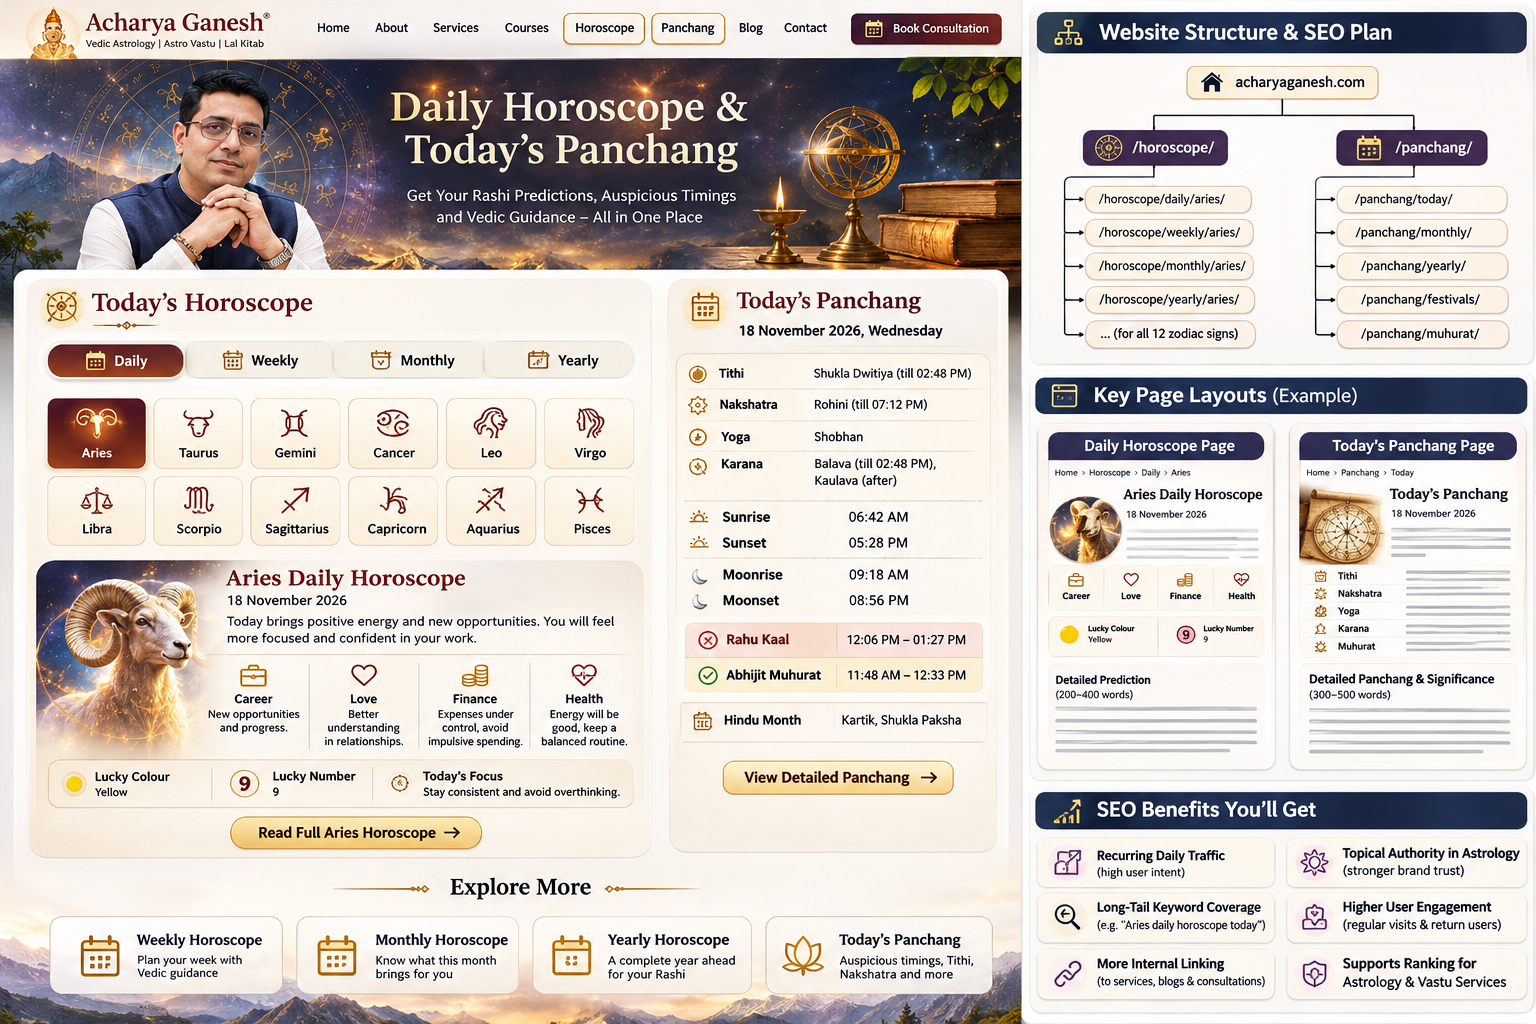 Acharya Ganesh®
Vedic Astrology | Astro Vastu | Lal Kitab
Home
About
Services
Courses
Horoscope
Panchang
Blog
Contact
Book Consultation
Daily Horoscope &
Today's Panchang
Get Your Rashi Predictions, Auspicious Timings
and Vedic Guidance – All in One Place
Today's Horoscope
Daily
Weekly
Monthly
Yearly
Aries
Taurus
Gemini
Cancer
Leo
Virgo
Libra
Scorpio
Sagittarius
Capricorn
Aquarius
Pisces
Aries Daily Horoscope
18 November 2026
Today brings positive energy and new opportunities. You will feel
more focused and confident in your work.
Career
New opportunities
and progress.
Love
Better
understanding
in relationships.
Finance
Expenses under
control, avoid
impulsive spending.
Health
Energy will be
good, keep a
balanced routine.
Lucky Colour
Yellow
9
Lucky Number
9
Today's Focus
Stay consistent and avoid overthinking.
Read Full Aries Horoscope →
Today's Panchang
18 November 2026, Wednesday
Tithi Shukla Dwitiya (till 02:48 PM)
Nakshatra Rohini (till 07:12 PM)
Yoga Shobhan
Karana Balava (till 02:48 PM),
Kaulava (after)
Sunrise 06:42 AM
Sunset 05:28 PM
Moonrise 09:18 AM
Moonset 08:56 PM
Rahu Kaal 12:06 PM – 01:27 PM
Abhijit Muhurat 11:48 AM – 12:33 PM
Hindu Month Kartik, Shukla Paksha
View Detailed Panchang →
Explore More
Weekly Horoscope
Plan your week with
Vedic guidance
Monthly Horoscope
Know what this month
brings for you
Yearly Horoscope
A complete year ahead
for your Rashi
Today's Panchang
Auspicious timings, Tithi,
Nakshatra and more
Website Structure & SEO Plan
acharyaganesh.com
/horoscope/
/horoscope/daily/aries/
/horoscope/weekly/aries/
/horoscope/monthly/aries/
/horoscope/yearly/aries/
... (for all 12 zodiac signs)
/panchang/
/panchang/today/
/panchang/monthly/
/panchang/yearly/
/panchang/festivals/
/panchang/muhurat/
Key Page Layouts (Example)
Daily Horoscope Page
Home › Horoscope › Daily › Aries
Aries Daily Horoscope
18 November 2026
Career
Love
Finance
Health
Lucky Colour
Yellow
9
Lucky Number
9
Detailed Prediction
(200–400 words)
Today's Panchang Page
Home › Panchang › Today
Today's Panchang
18 November 2026
Tithi
Nakshatra
Yoga
Karana
Muhurat
Detailed Panchang & Significance
(300–500 words)
SEO Benefits You'll Get
Recurring Daily Traffic
(high user intent)
Topical Authority in Astrology
(stronger brand trust)
Long-Tail Keyword Coverage
(e.g. "Aries daily horoscope today")
Higher User Engagement
(regular visits & return users)
More Internal Linking
(to services, blogs & consultations)
Supports Ranking for
Astrology & Vastu Services